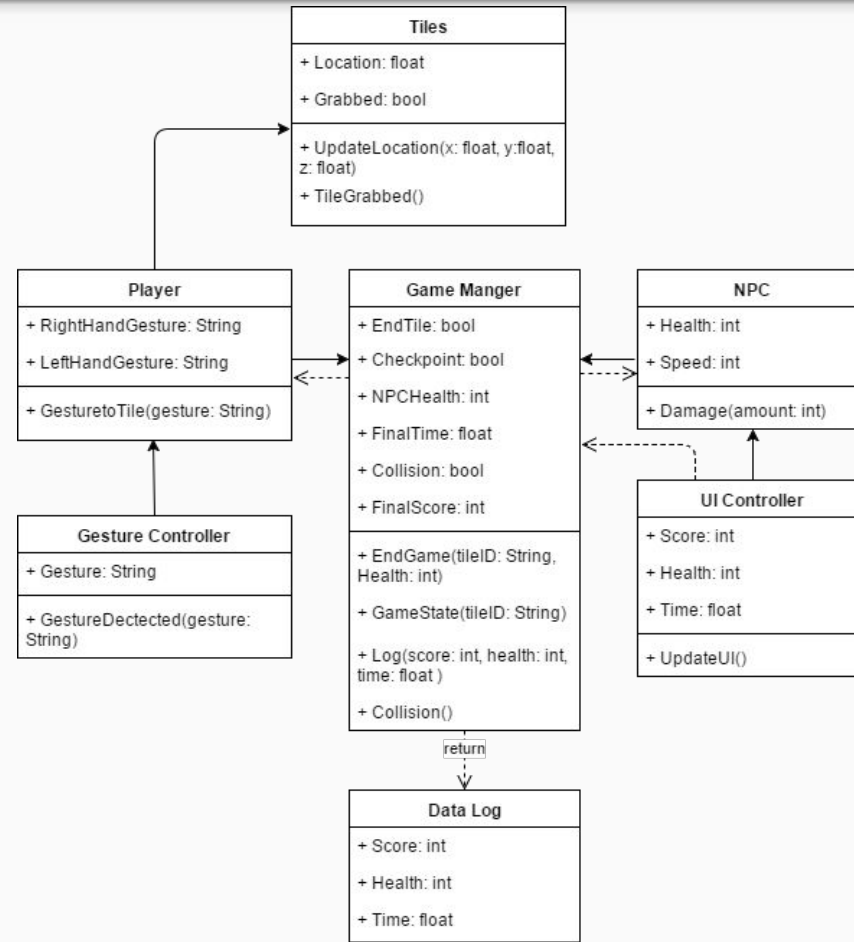 Tiles
+ Location: float
+ Grabbed: bool
+ UpdateLocation(x: float, y:float,
z: float)
+ TileGrabbed()
Player
+ RightHandGesture: String
+ LeftHandGesture: String
+ GesturetoTile(gesture: String)
Game Manger
+ EndTile: bool
+ Checkpoint: bool
+ NPCHealth: int
+ FinalTime: float
+ Collision: bool
+ FinalScore: int
+ EndGame(tileID: String,
Health: int)
+ GameState(tileID: String)
+ Log(score: int, health: int,
time: float )
+ Collision()
NPC
+ Health: int
+ Speed: int
+ Damage(amount: int)
Gesture Controller
+ Gesture: String
+ GestureDectected(gesture:
String)
UI Controller
+ Score: int
+ Health: int
+ Time: float
+ UpdateUI()
return
Data Log
+ Score: int
+ Health: int
+ Time: float